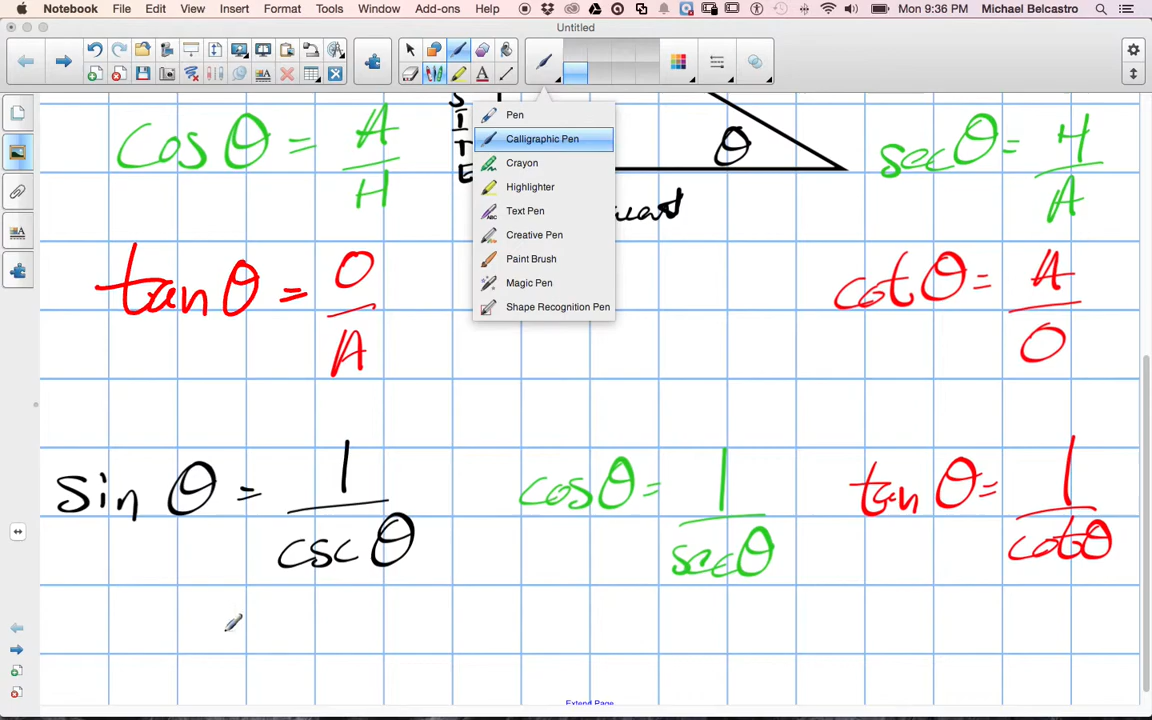 Notebook File Edit View Insert Format Tools Window Add-ons Help Mon 9:36 PM Michael Belcastro
Untitled
Pen
Calligraphic Pen
Crayon
Highlighter
Text Pen
Creative Pen
Paint Brush
Magic Pen
Shape Recognition Pen
cos θ = A/H
I
T
E
θ
sec θ = H/A
tan θ = O/A
cot θ = A/O
sin θ = 1/csc θ
cos θ = 1/sec θ
tan θ = 1/cot θ
Extend Page